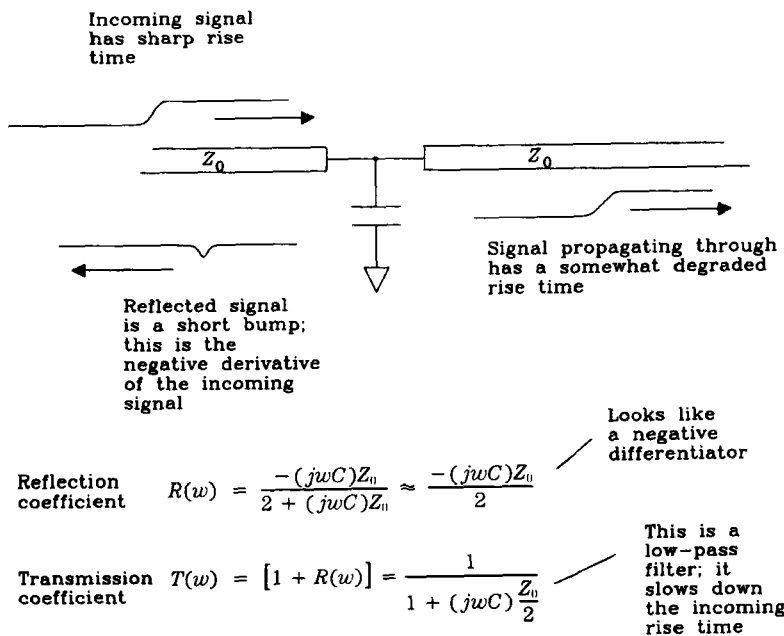 Incoming signal
has sharp rise
time
Z₀
Z₀
Signal propagating through
has a somewhat degraded
rise time
Reflected signal
is a short bump;
this is the
negative derivative
of the incoming
signal
Looks like
a negative
differentiator
Reflection
coefficient R(w) = -(jwC)Z₀ / 2 + (jwC)Z₀ ≈ -(jwC)Z₀ / 2
This is a
low-pass
filter; it
slows down
the incoming
rise time
Transmission
coefficient T(w) = [1 + R(w)] = 1 / 1 + (jwC) Z₀ / 2